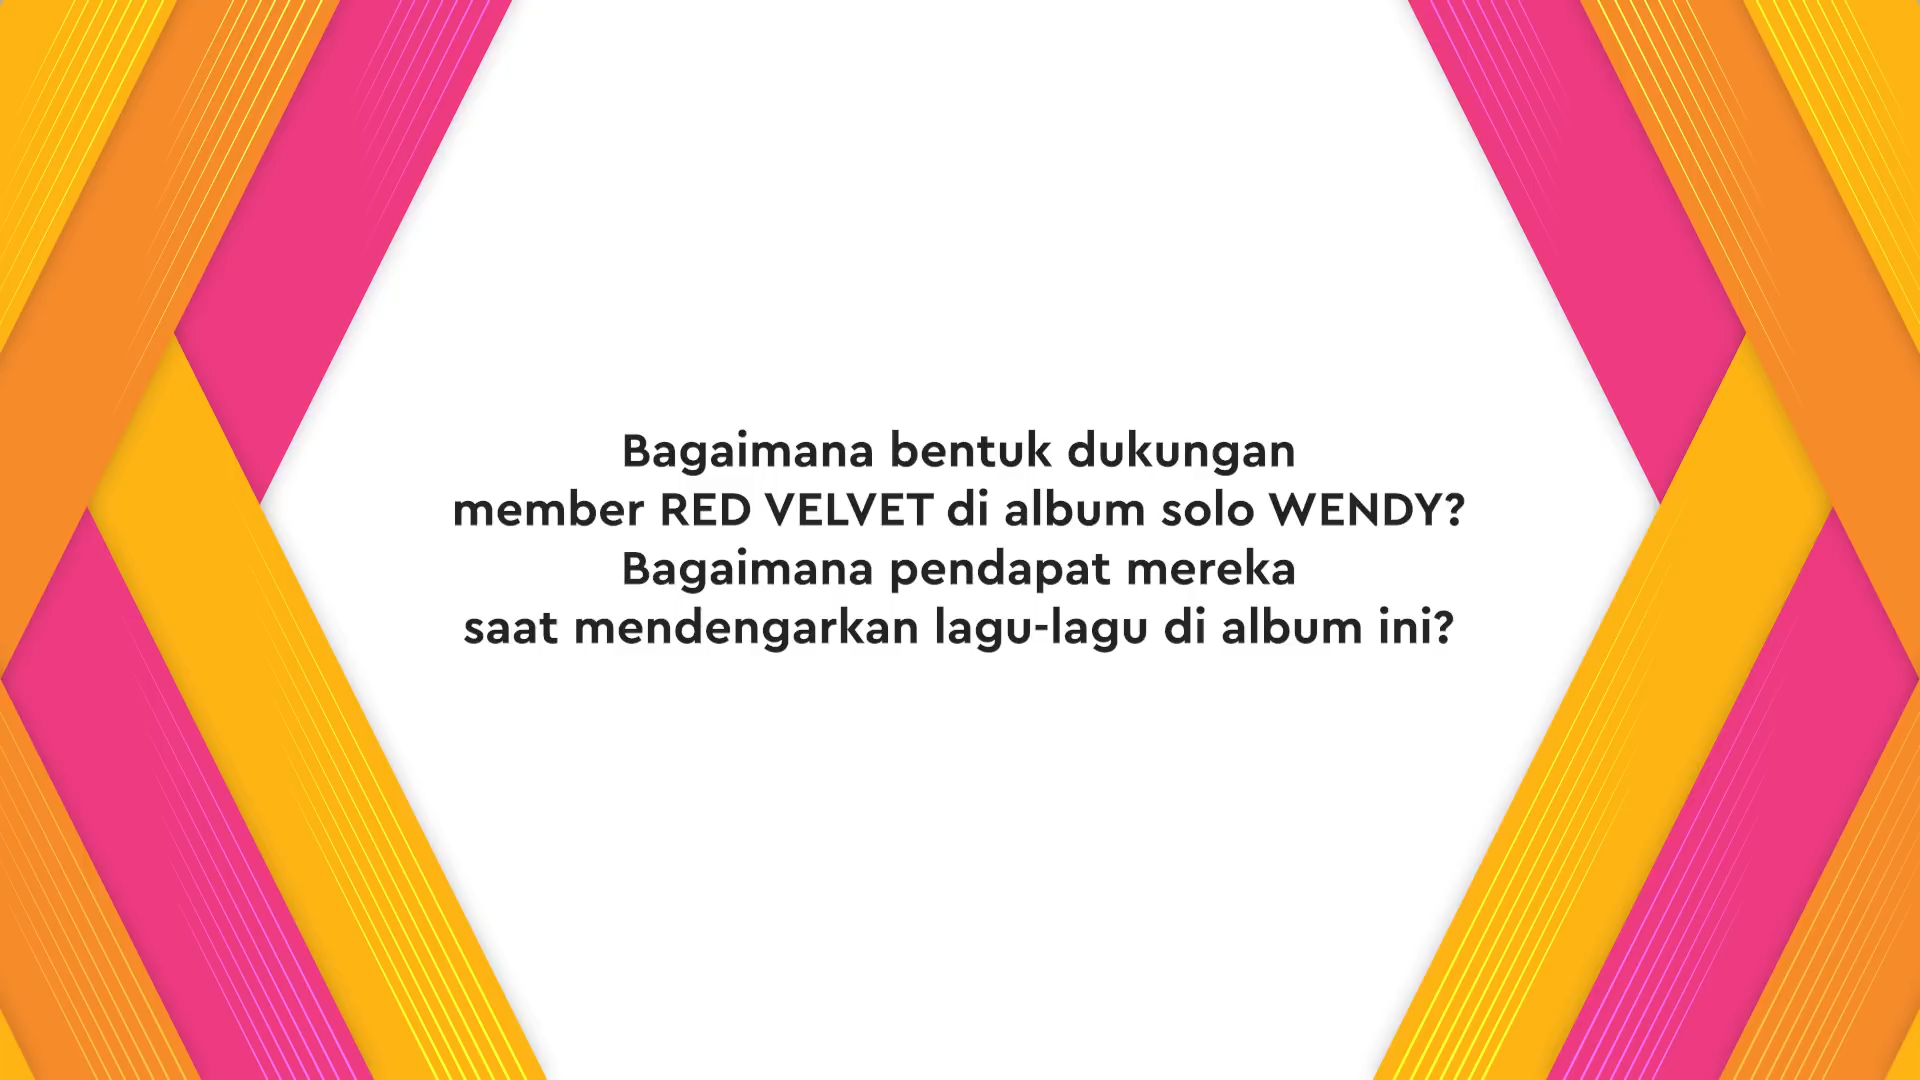 Bagaimana bentuk dukungan
member RED VELVET di album solo WENDY?
Bagaimana pendapat mereka
saat mendengarkan lagu-lagu di album ini?